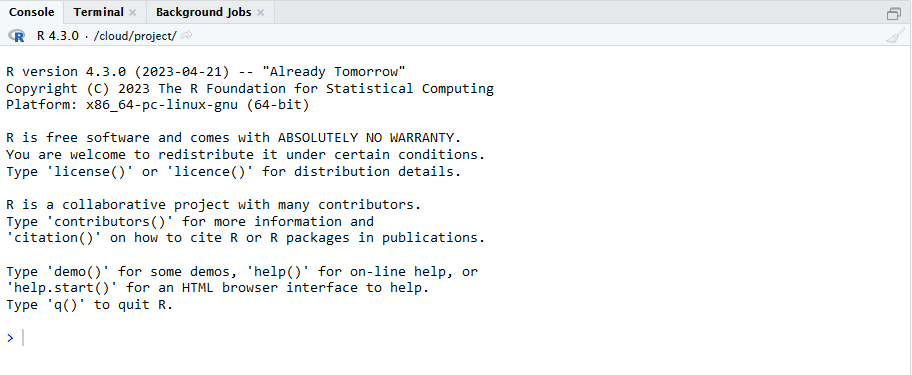 Console Terminal Background Jobs
R R 4.3.0 · /cloud/project/
R version 4.3.0 (2023-04-21) -- "Already Tomorrow"
Copyright (C) 2023 The R Foundation for Statistical Computing
Platform: x86_64-pc-linux-gnu (64-bit)
R is free software and comes with ABSOLUTELY NO WARRANTY.
You are welcome to redistribute it under certain conditions.
Type 'license()' or 'licence()' for distribution details.
R is a collaborative project with many contributors.
Type 'contributors()' for more information and
'citation()' on how to cite R or R packages in publications.
Type 'demo()' for some demos, 'help()' for on-line help, or
'help.start()' for an HTML browser interface to help.
Type 'q()' to quit R.
>